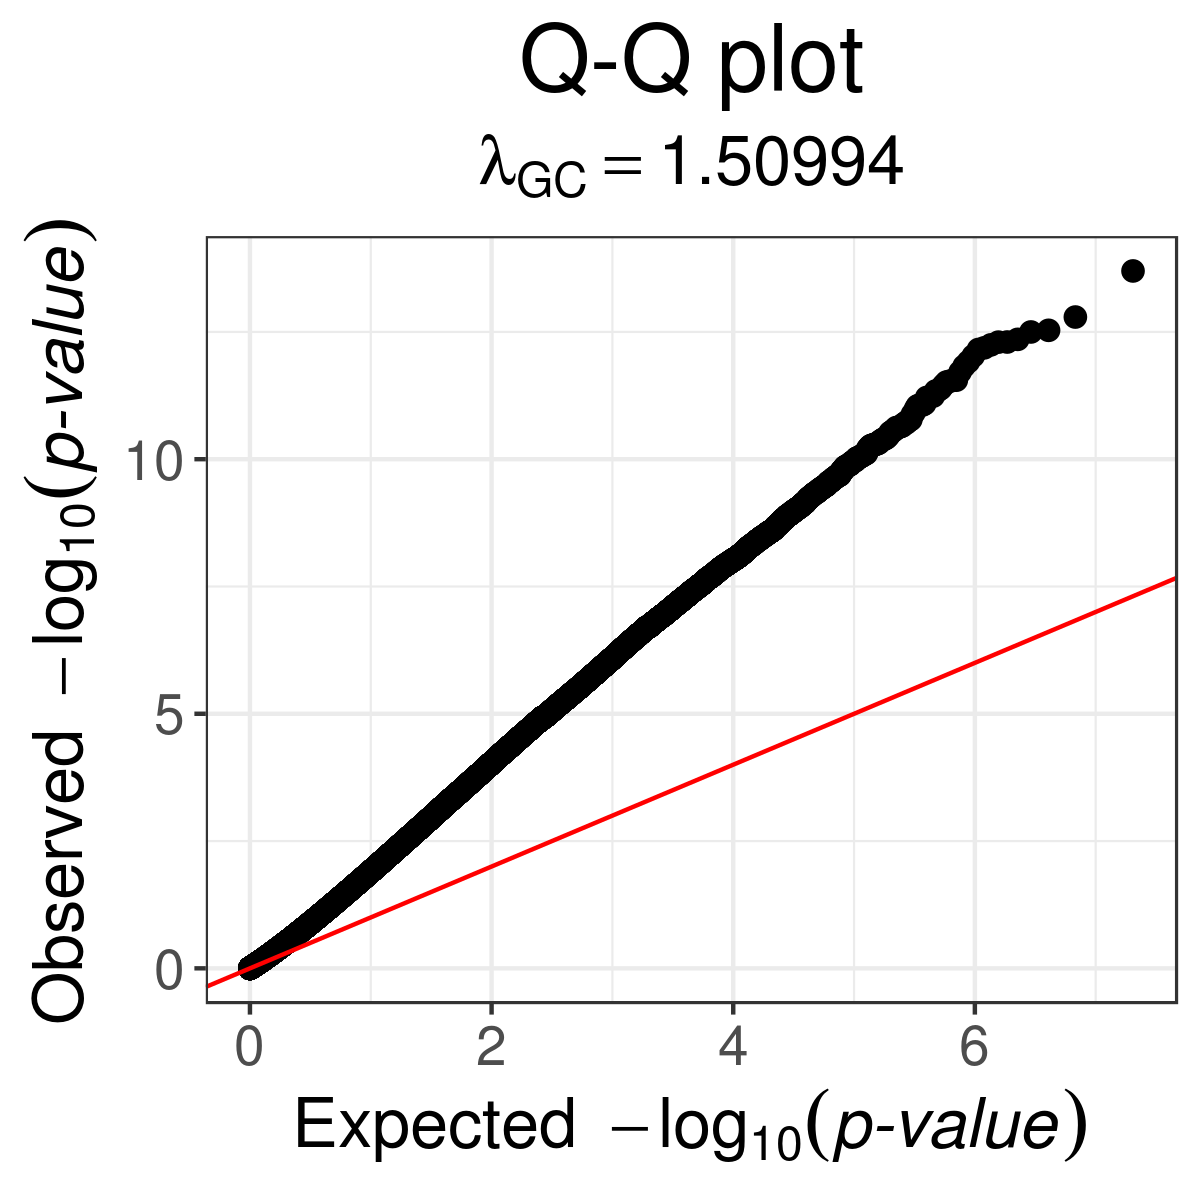 Q-Q plot
λGC = 1.50994
Observed −log10(p-value)
10
5
0
0 2 4 6
Expected −log10(p-value)